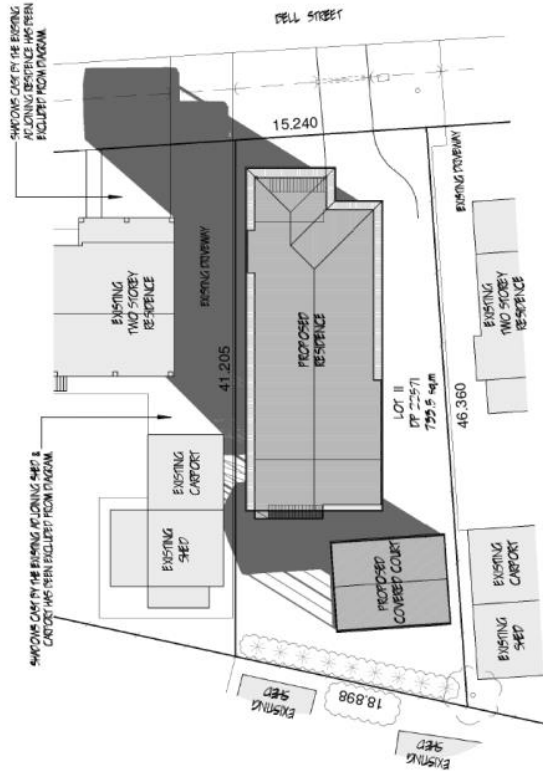 BELL STREET
SHADOWS CAST BY THE EXISTING
ADJOINING RESIDENCE HAS BEEN
EXCLUDED FROM DIAGRAM.
15.240
EXISTING
TWO STOREY
RESIDENCE
EXISTING DRIVEWAY
41.205
PROPOSED
RESIDENCE
LOT 11
DP 22571
46.360
EXISTING DRIVEWAY
EXISTING
TWO STOREY
RESIDENCE
SHADOWS CAST BY THE EXISTING ADJOINING SHED &
CARPORT HAS BEEN EXCLUDED FROM DIAGRAM.
EXISTING
CARPORT
EXISTING
SHED
PROPOSED
COVERED COURT
EXISTING
CARPORT
EXISTING
SHED
18.898
EXISTING
SHED
EXISTING
SHED